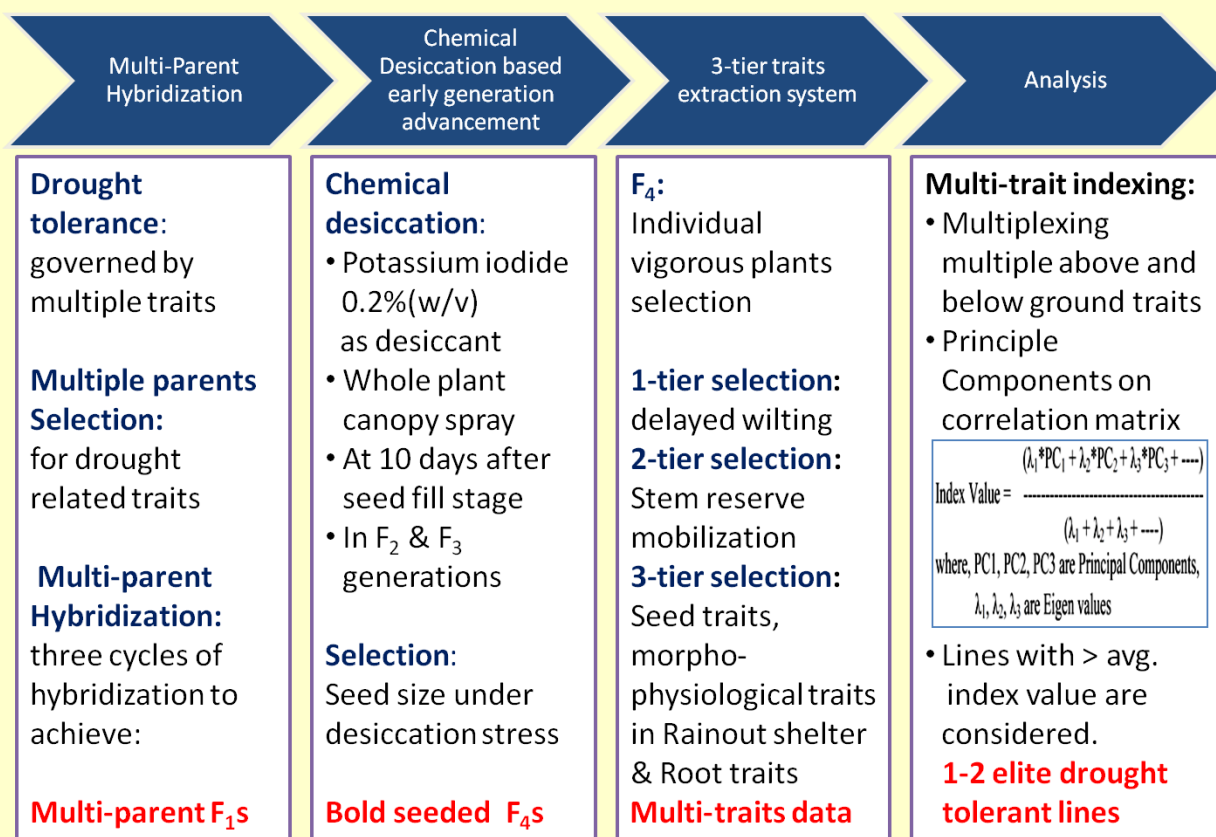 Multi-Parent
Hybridization
Chemical
Desiccation based
early generation
advancement
3-tier traits
extraction system
Analysis
Drought
tolerance:
governed by
multiple traits
Multiple parents
Selection:
for drought
related traits
Multi-parent
Hybridization:
three cycles of
hybridization to
achieve:
Multi-parent F₁s
Chemical
desiccation:
• Potassium iodide
0.2%(w/v)
as desiccant
• Whole plant
canopy spray
• At 10 days after
seed fill stage
• In F₂ & F₃
generations
Selection:
Seed size under
desiccation stress
Bold seeded F₄s
F₄:
Individual
vigorous plants
selection
1-tier selection:
delayed wilting
2-tier selection:
Stem reserve
mobilization
3-tier selection:
Seed traits,
morpho-
physiological traits
in Rainout shelter
& Root traits
Multi-traits data
Multi-trait indexing:
• Multiplexing
multiple above and
below ground traits
• Principle
Components on
correlation matrix
(λ₁*PC₁ + λ₂*PC₂ + λ₃*PC₃ + ----)
Index Value = ------------------------------------------
(λ₁ + λ₂ + λ₃ + ----)
where, PC1, PC2, PC3 are Principal Components,
λ₁, λ₂, λ₃ are Eigen values
• Lines with > avg.
index value are
considered.
1-2 elite drought
tolerant lines